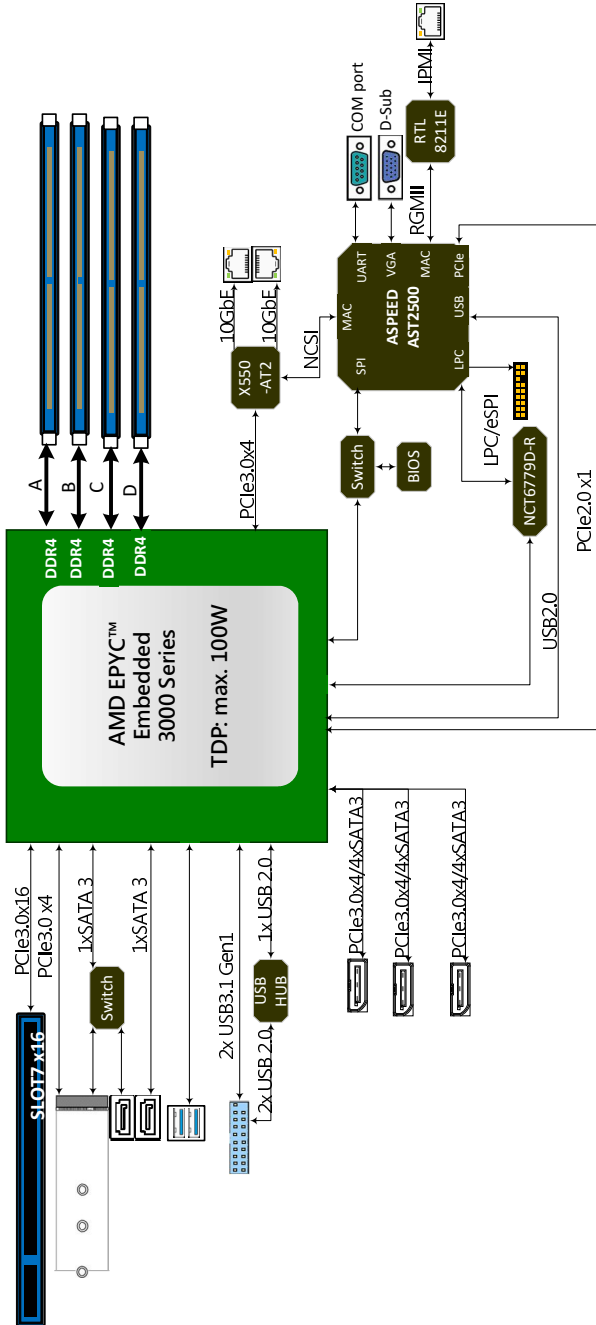 IPMI
RTL
8211E
COM port
D-Sub
RGMII
UART
VGA
MAC
PCIe
MAC
ASPEED
AST2500
USB
SPI
LPC
10GbE
10GbE
X550
-AT2
NCSI
PCIe3.0x4
Switch
BIOS
LPC/eSPI
NCT6779D-R
USB2.0
PCIe2.0 x1
A
B
C
D
DDR4
DDR4
DDR4
DDR4
AMD EPYC™
Embedded
3000 Series
TDP: max. 100W
PCIe3.0x16
PCIe3.0 x4
1xSATA 3
1xSATA 3
2x USB3.1 Gen1
1x USB 2.0
Switch
USB
HUB
2x USB 2.0
SLOT7 x16
PCIe3.0x4/4xSATA3
PCIe3.0x4/4xSATA3
PCIe3.0x4/4xSATA3